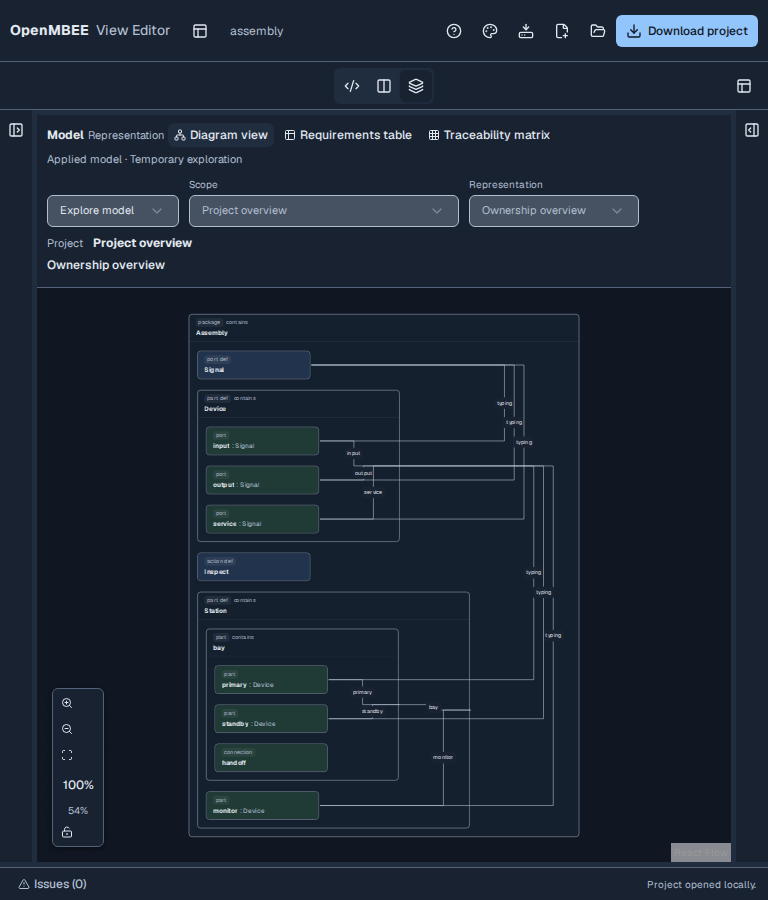 OpenMBEE View Editor assembly Download project
Model Representation Diagram view Requirements table Traceability matrix
Applied model · Temporary exploration
Scope Representation
Explore model Project overview Ownership overview
Project Project overview
Ownership overview
package contains
Assembly
part def
Signal
typing
part def contains
Device
typing
port
input : Signal
typing
input
port
output : Signal
output
service
port
service : Signal
action def
Inspect
typing
typing
part def contains
Station
part contains
bay
typing
part
primary : Device
primary
bay
part
standby : Device
standby
connection
handoff
monitor
part
monitor : Device
100%
54%
React Flow
Issues (0) Project opened locally.